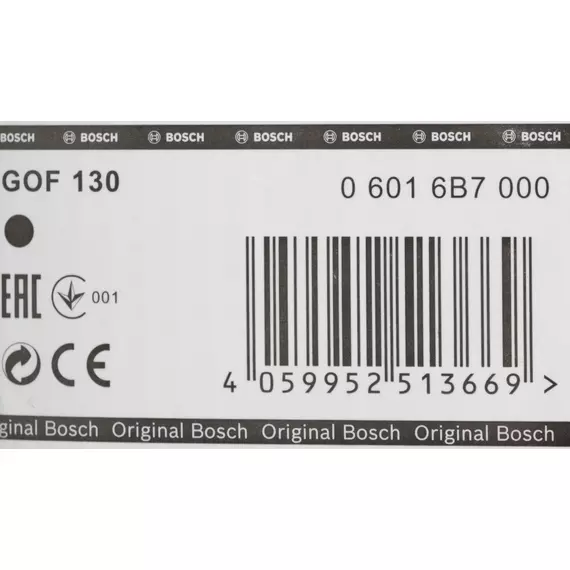 BOSCH BOSCH BOSCH BOSCH BOSCH BOSCH BOSCH
GOF 130
0 601 6B7 000
EAC
001
CE
4 059952 513669 >
ginal Bosch Original Bosch Original Bosch Original Bosch